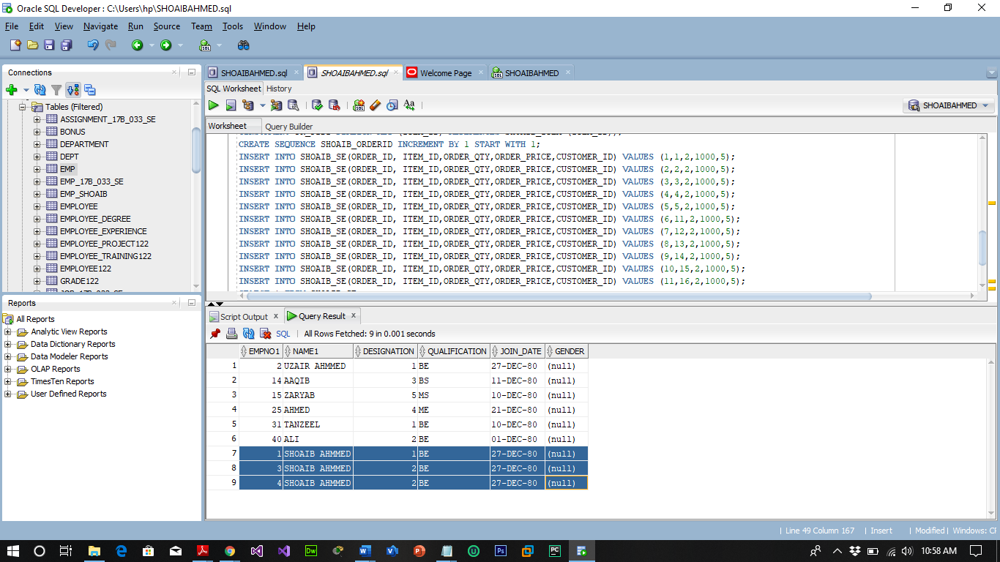 Oracle SQL Developer : C:\Users\hp\SHOAIBAHMED.sql
File Edit View Navigate Run Source Team Tools Window Help
Connections
Tables (Filtered)
ASSIGNMENT_17B_033_SE
BONUS
DEPARTMENT
DEPT
EMP
EMP_17B_033_SE
EMP_SHOAIB
EMPLOYEE
EMPLOYEE_DEGREE
EMPLOYEE_EXPERIENCE
EMPLOYEE_PROJECT122
EMPLOYEE_TRAINING122
EMPLOYEE122
GRADE122
Reports
All Reports
Analytic View Reports
Data Dictionary Reports
Data Modeler Reports
OLAP Reports
TimesTen Reports
User Defined Reports
SHOAIBAHMED.sql SHOAIBAHMED.sql Welcome Page SHOAIBAHMED
SQL Worksheet History
SHOAIBAHMED
Worksheet Query Builder
CREATE SEQUENCE SHOAIB_ORDERID INCREMENT BY 1 START WITH 1;
INSERT INTO SHOAIB_SE(ORDER_ID, ITEM_ID,ORDER_QTY,ORDER_PRICE,CUSTOMER_ID) VALUES (1,1,2,1000,5);
INSERT INTO SHOAIB_SE(ORDER_ID, ITEM_ID,ORDER_QTY,ORDER_PRICE,CUSTOMER_ID) VALUES (2,2,2,1000,5);
INSERT INTO SHOAIB_SE(ORDER_ID, ITEM_ID,ORDER_QTY,ORDER_PRICE,CUSTOMER_ID) VALUES (3,3,2,1000,5);
INSERT INTO SHOAIB_SE(ORDER_ID, ITEM_ID,ORDER_QTY,ORDER_PRICE,CUSTOMER_ID) VALUES (4,4,2,1000,5);
INSERT INTO SHOAIB_SE(ORDER_ID, ITEM_ID,ORDER_QTY,ORDER_PRICE,CUSTOMER_ID) VALUES (5,5,2,1000,5);
INSERT INTO SHOAIB_SE(ORDER_ID, ITEM_ID,ORDER_QTY,ORDER_PRICE,CUSTOMER_ID) VALUES (6,11,2,1000,5);
INSERT INTO SHOAIB_SE(ORDER_ID, ITEM_ID,ORDER_QTY,ORDER_PRICE,CUSTOMER_ID) VALUES (7,12,2,1000,5);
INSERT INTO SHOAIB_SE(ORDER_ID, ITEM_ID,ORDER_QTY,ORDER_PRICE,CUSTOMER_ID) VALUES (8,13,2,1000,5);
INSERT INTO SHOAIB_SE(ORDER_ID, ITEM_ID,ORDER_QTY,ORDER_PRICE,CUSTOMER_ID) VALUES (9,14,2,1000,5);
INSERT INTO SHOAIB_SE(ORDER_ID, ITEM_ID,ORDER_QTY,ORDER_PRICE,CUSTOMER_ID) VALUES (10,15,2,1000,5);
INSERT INTO SHOAIB_SE(ORDER_ID, ITEM_ID,ORDER_QTY,ORDER_PRICE,CUSTOMER_ID) VALUES (11,16,2,1000,5);
Script Output Query Result
SQL All Rows Fetched: 9 in 0.001 seconds
EMPNO1 NAME1 DESIGNATION QUALIFICATION JOIN_DATE GENDER
1 2 UZAIR AHMMED 1 BE 27-DEC-80 (null)
2 14 AAQIB 3 BS 11-DEC-80 (null)
3 15 ZARYAB 5 MS 10-DEC-80 (null)
4 25 AHMED 4 ME 21-DEC-80 (null)
5 31 TANZEEL 1 BE 10-DEC-80 (null)
6 40 ALI 2 BE 01-DEC-80 (null)
7 1 SHOAIB AHMMED 1 BE 27-DEC-80 (null)
8 3 SHOAIB AHMMED 2 BE 27-DEC-80 (null)
9 4 SHOAIB AHMMED 2 BE 27-DEC-80 (null)
Line 49 Column 167 Insert Modified Windows: CF
10:58 AM